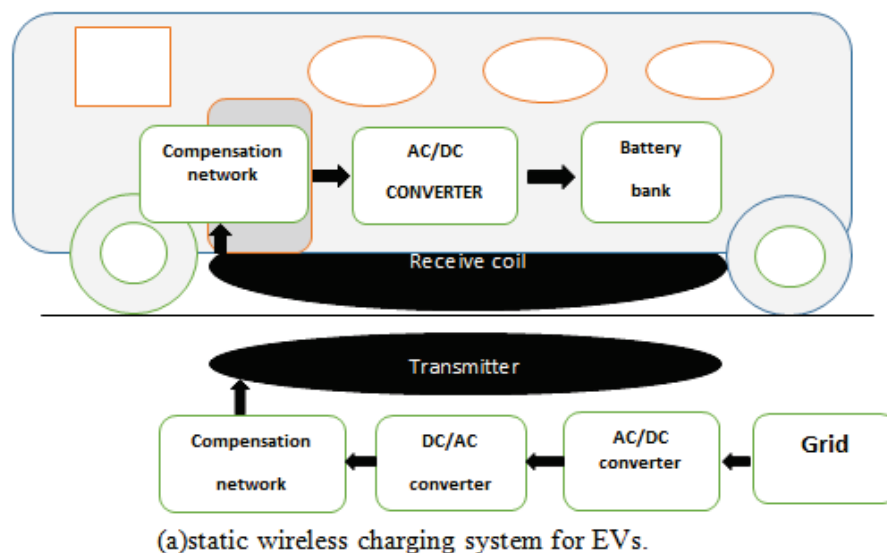 Compensation
network
AC/DC
CONVERTER
Battery
bank
Receive coil
Transmitter
Compensation
network
DC/AC
converter
AC/DC
converter
Grid
(a)static wireless charging system for EVs.